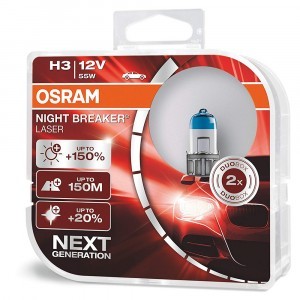 H3 12V
55W
OSRAM
NIGHT BREAKER®
LASER
UP TO
+150%
UP TO
150M
UP TO
+20%
NEXT
GENERATION
DUOBOX
2x
DUOBOX